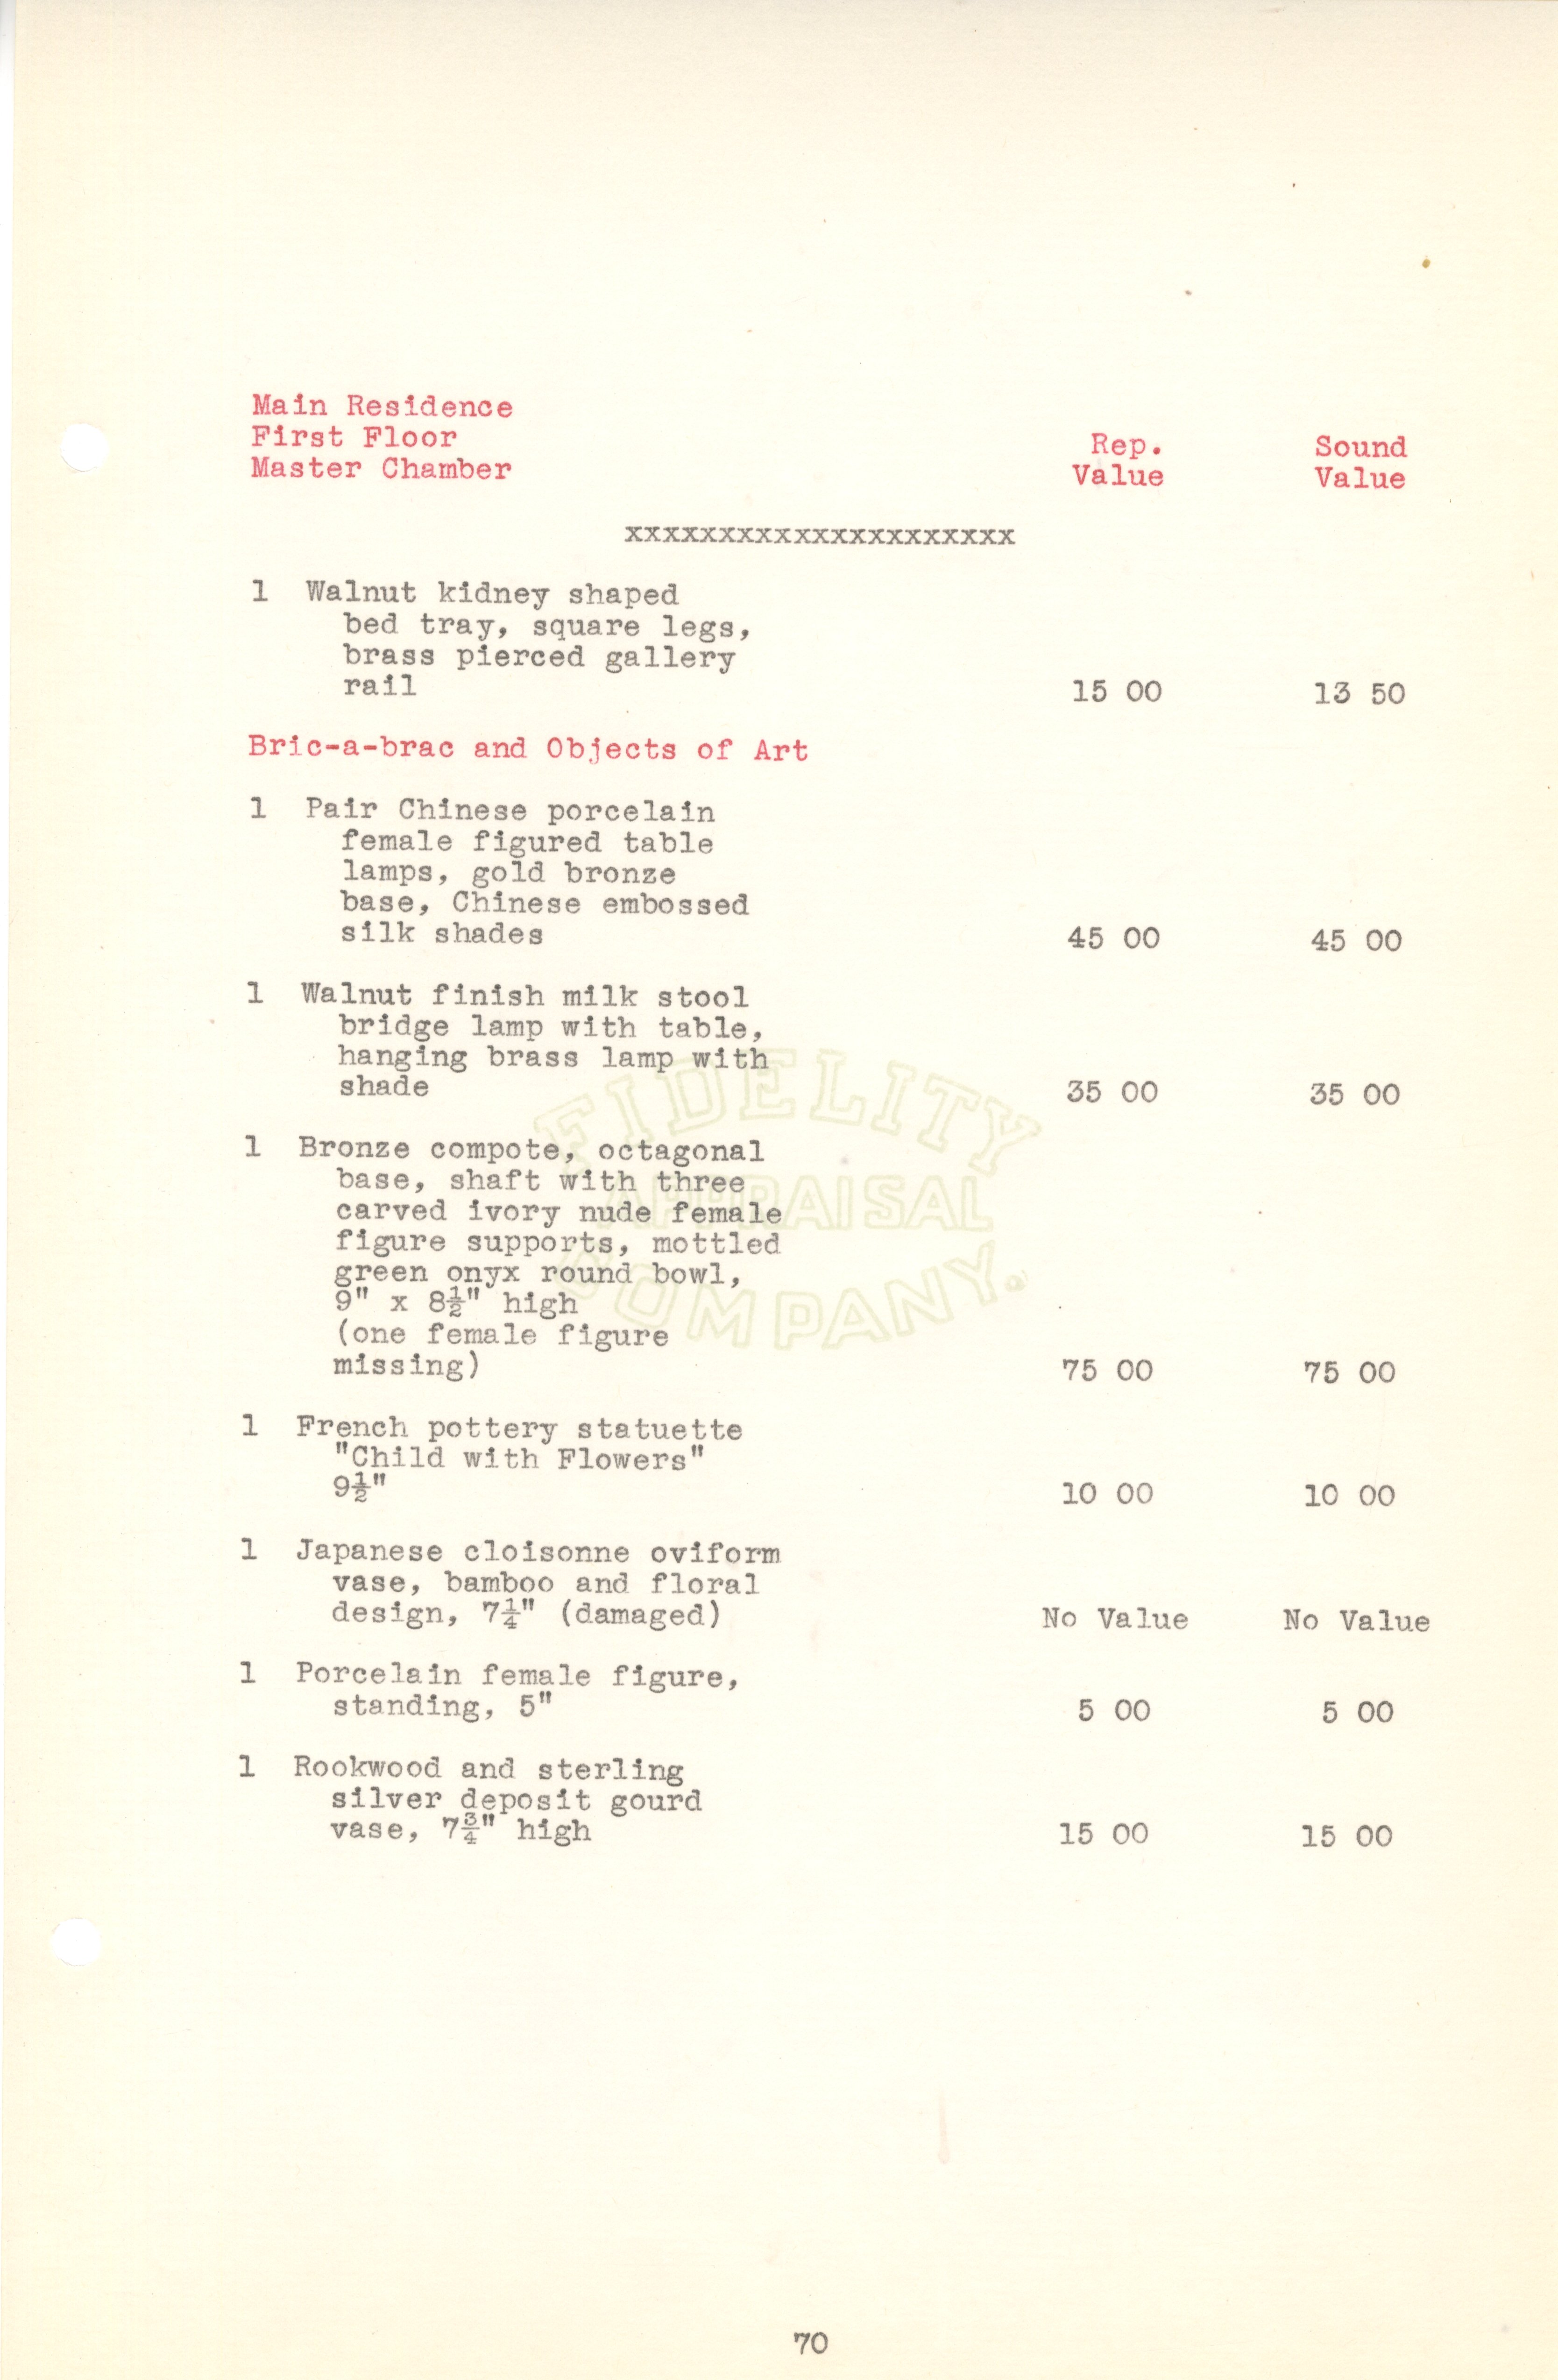 Main Residence
First Floor
Master Chamber
Rep. Value
Sound Value
xxxxxxxxxxxxxxxxxxxxx
1 Walnut kidney shaped
bed tray, square legs,
brass pierced gallery
rail 15 00 13 50
Bric-a-brac and Objects of Art
1 Pair Chinese porcelain
female figured table
lamps, gold bronze
base, Chinese embossed
silk shades 45 00 45 00
1 Walnut finish milk stool
bridge lamp with table,
hanging brass lamp with
shade 35 00 35 00
1 Bronze compote, octagonal
base, shaft with three
carved ivory nude female
figure supports, mottled
green onyx round bowl,
9" x 8½" high
(one female figure
missing) 75 00 75 00
1 French pottery statuette
"Child with Flowers"
9½" 10 00 10 00
1 Japanese cloisonne oviform
vase, bamboo and floral
design, 7¼" (damaged) No Value No Value
1 Porcelain female figure,
standing, 5" 5 00 5 00
1 Rookwood and sterling
silver deposit gourd
vase, 7¾" high 15 00 15 00
FIDELITY
APPRAISAL
COMPANY.
70